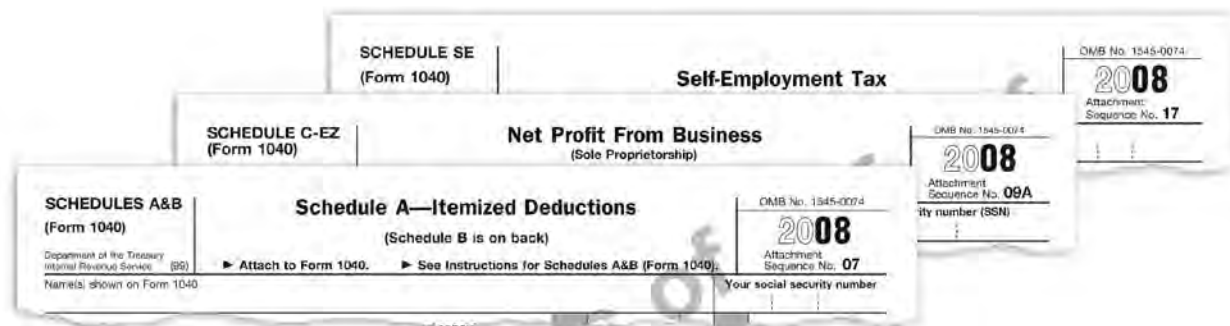 SCHEDULE SE
(Form 1040)
Self-Employment Tax
OMB No. 1545-0074
2008
Attachment
Sequence No. 17
SCHEDULE C-EZ
(Form 1040)
Net Profit From Business
(Sole Proprietorship)
OMB No. 1545-0074
2008
Attachment
Sequence No. 09A
ity number (SSN)
SCHEDULES A&B
(Form 1040)
Department of the Treasury
Internal Revenue Service (99)
Schedule A—Itemized Deductions
(Schedule B is on back)
► Attach to Form 1040. ► See Instructions for Schedules A&B (Form 1040).
OMB No. 1545-0074
2008
Attachment
Sequence No. 07
Name(s) shown on Form 1040
Your social security number